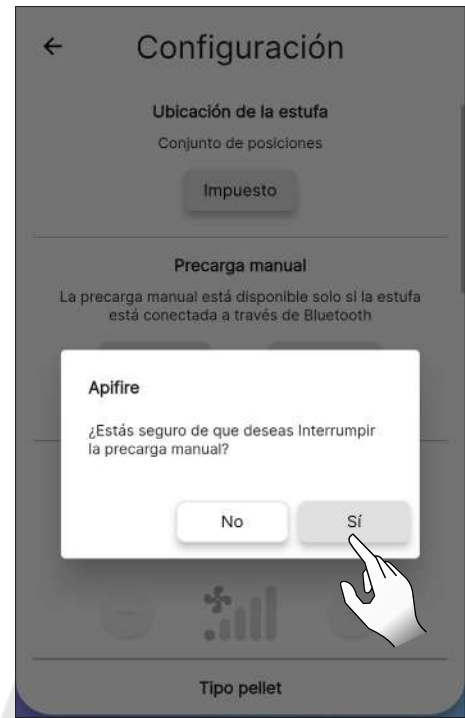 Configuración
Ubicación de la estufa
Conjunto de posiciones
Impuesto
Precarga manual
La precarga manual está disponible solo si la estufa
está conectada a través de Bluetooth
Apifire
¿Estás seguro de que deseas Interrumpir
la precarga manual?
No
Sí
Tipo pellet